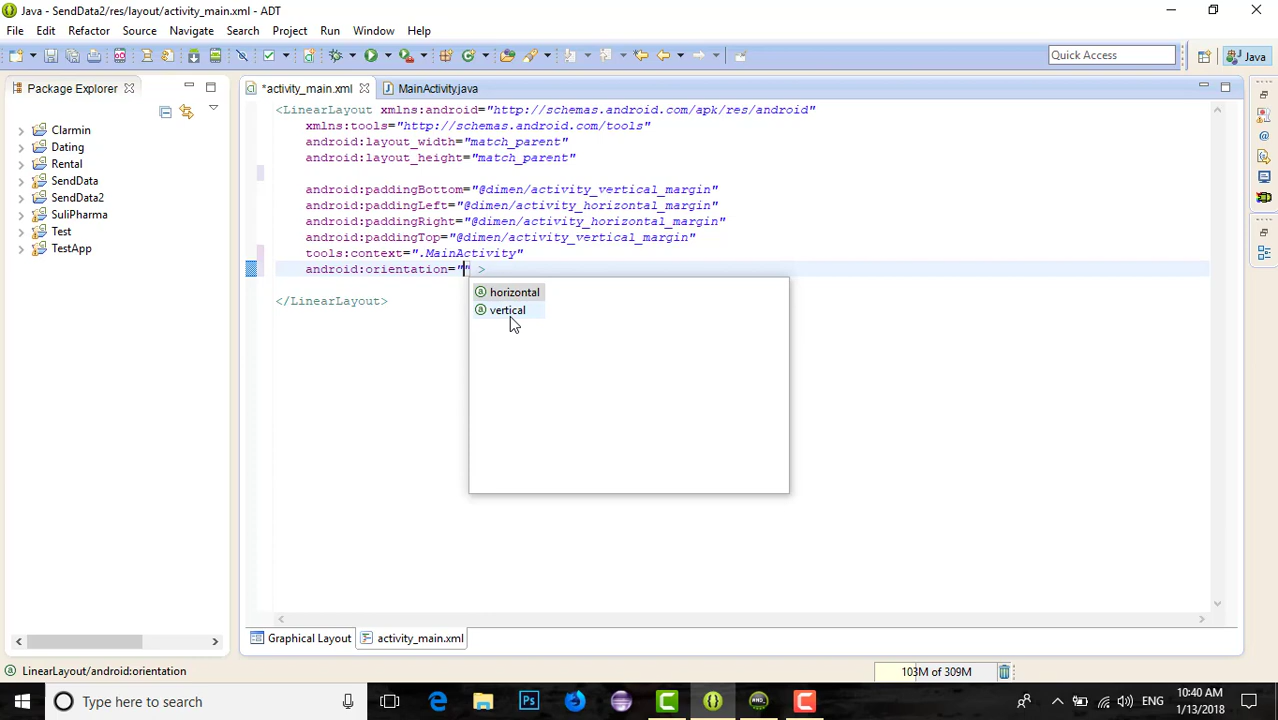 Java - SendData2/res/layout/activity_main.xml - ADT
File Edit Refactor Source Navigate Search Project Run Window Help
Quick Access
Java
Package Explorer
*activity_main.xml
MainActivity.java
Clarmin
Dating
Rental
SendData
SendData2
SuliPharma
Test
TestApp
<LinearLayout xmlns:android="http://schemas.android.com/apk/res/android"
xmlns:tools="http://schemas.android.com/tools"
android:layout_width="match_parent"
android:layout_height="match_parent"
android:paddingBottom="@dimen/activity_vertical_margin"
android:paddingLeft="@dimen/activity_horizontal_margin"
android:paddingRight="@dimen/activity_horizontal_margin"
android:paddingTop="@dimen/activity_vertical_margin"
tools:context=".MainActivity"
android:orientation="" >
</LinearLayout>
horizontal
vertical
Graphical Layout
activity_main.xml
LinearLayout/android:orientation
103M of 309M
Type here to search
ENG
10:40 AM
1/13/2018